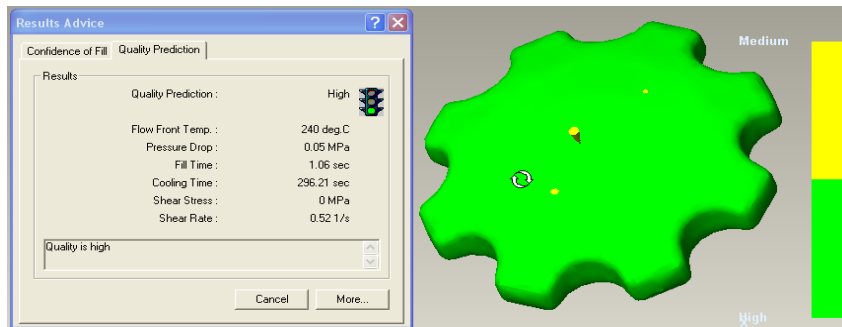 Results Advice
Confidence of Fill
Quality Prediction
Results
Quality Prediction : High
Flow Front Temp. : 240 deg.C
Pressure Drop : 0.05 MPa
Fill Time : 1.06 sec
Cooling Time : 296.21 sec
Shear Stress : 0 MPa
Shear Rate : 0.52 1/s
Quality is high
Cancel
More...
Medium
High